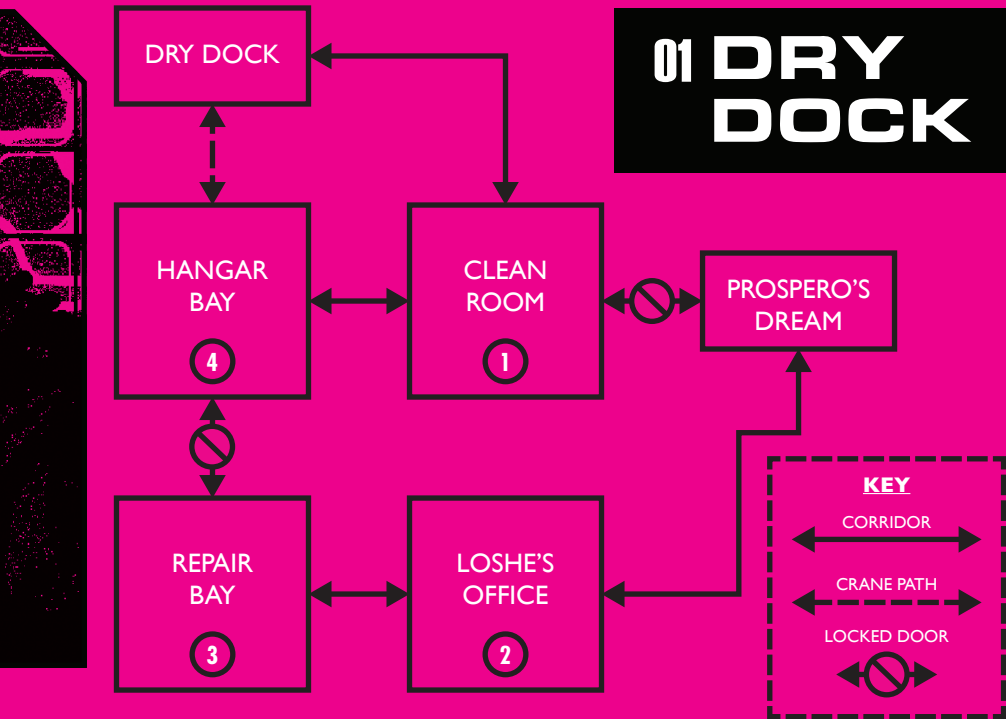 01 DRY
DOCK
DRY DOCK
HANGAR
BAY
4
CLEAN
ROOM
1
PROSPERO'S
DREAM
REPAIR
BAY
3
LOSHE'S
OFFICE
2
KEY
CORRIDOR
CRANE PATH
LOCKED DOOR